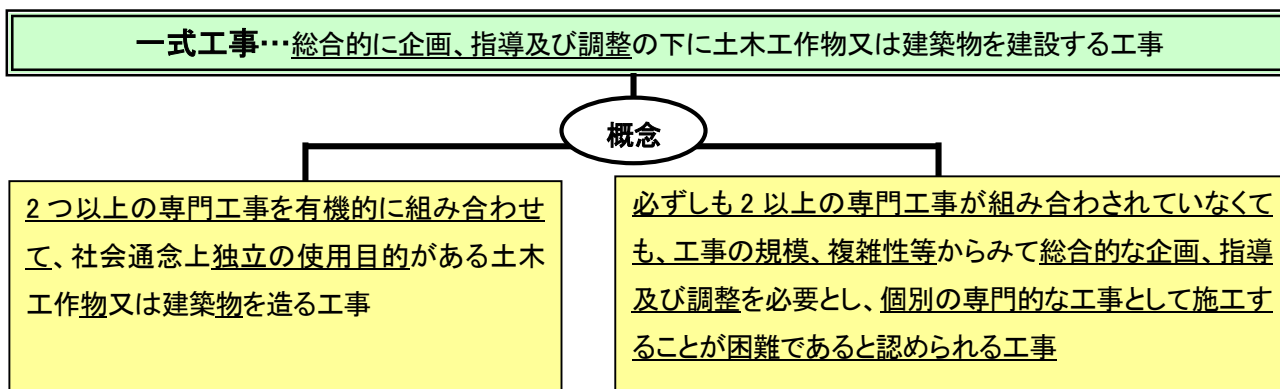 一式工事…総合的に企画、指導及び調整の下に土木工作物又は建築物を建設する工事
概念
2 つ以上の専門工事を有機的に組み合わせ
て、社会通念上独立の使用目的がある土木
工作物又は建築物を造る工事
必ずしも 2 以上の専門工事が組み合わされていなくて
も、工事の規模、複雑性等からみて総合的な企画、指導
及び調整を必要とし、個別の専門的な工事として施工す
ることが困難であると認められる工事